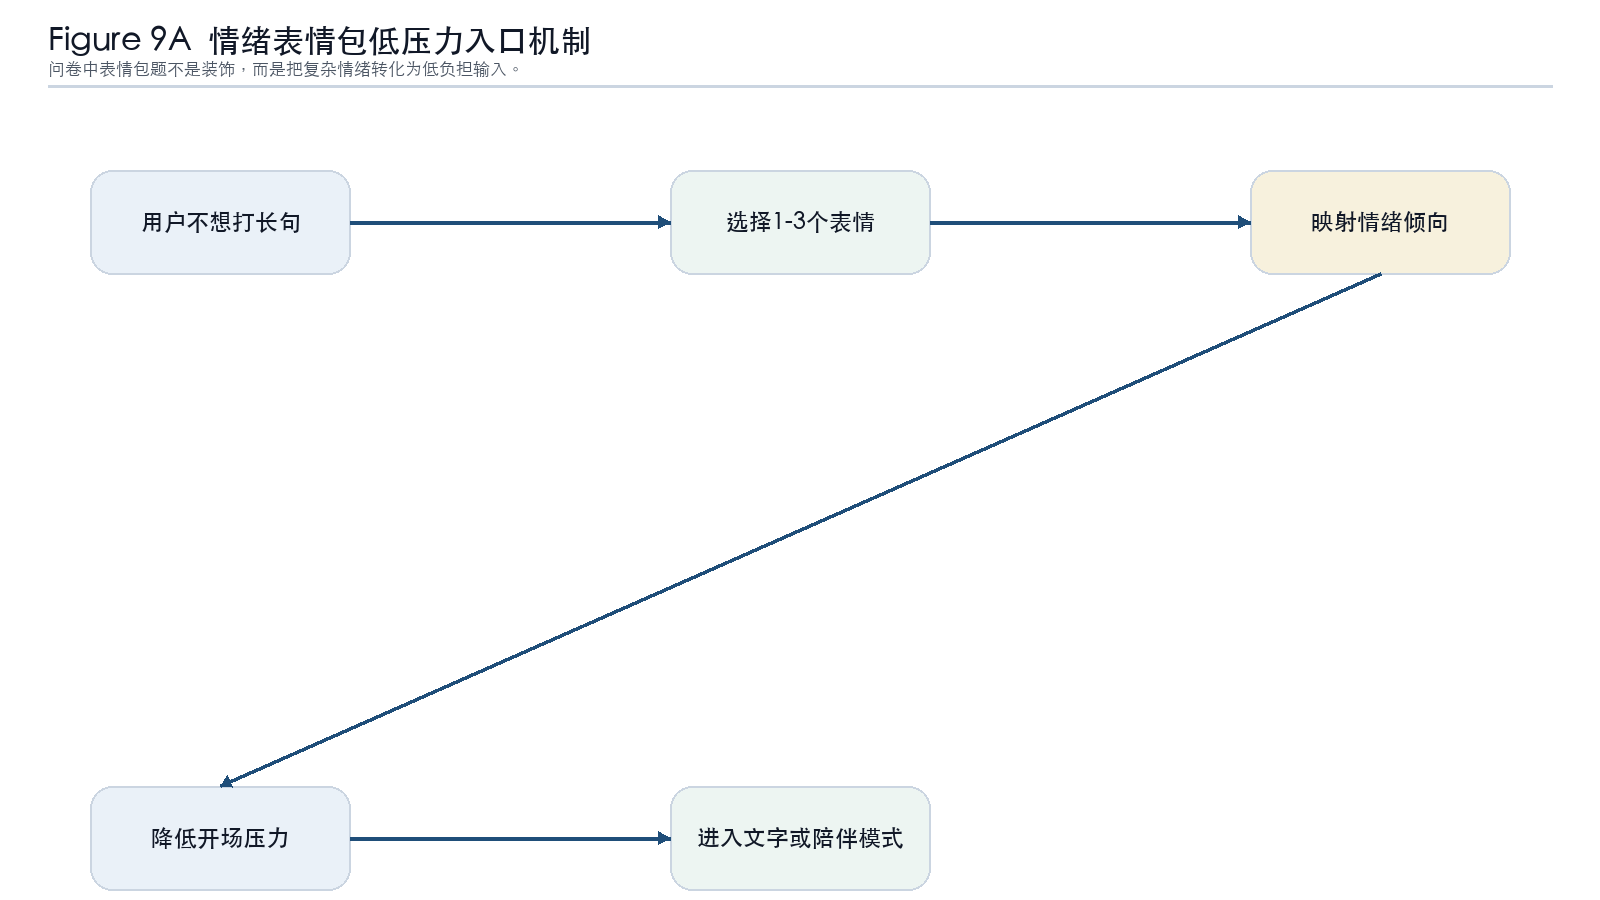 Figure 9A 情绪表情包低压力入口机制
问卷中表情包题不是装饰，而是把复杂情绪转化为低负担输入。
用户不想打长句
选择1-3个表情
映射情绪倾向
降低开场压力
进入文字或陪伴模式